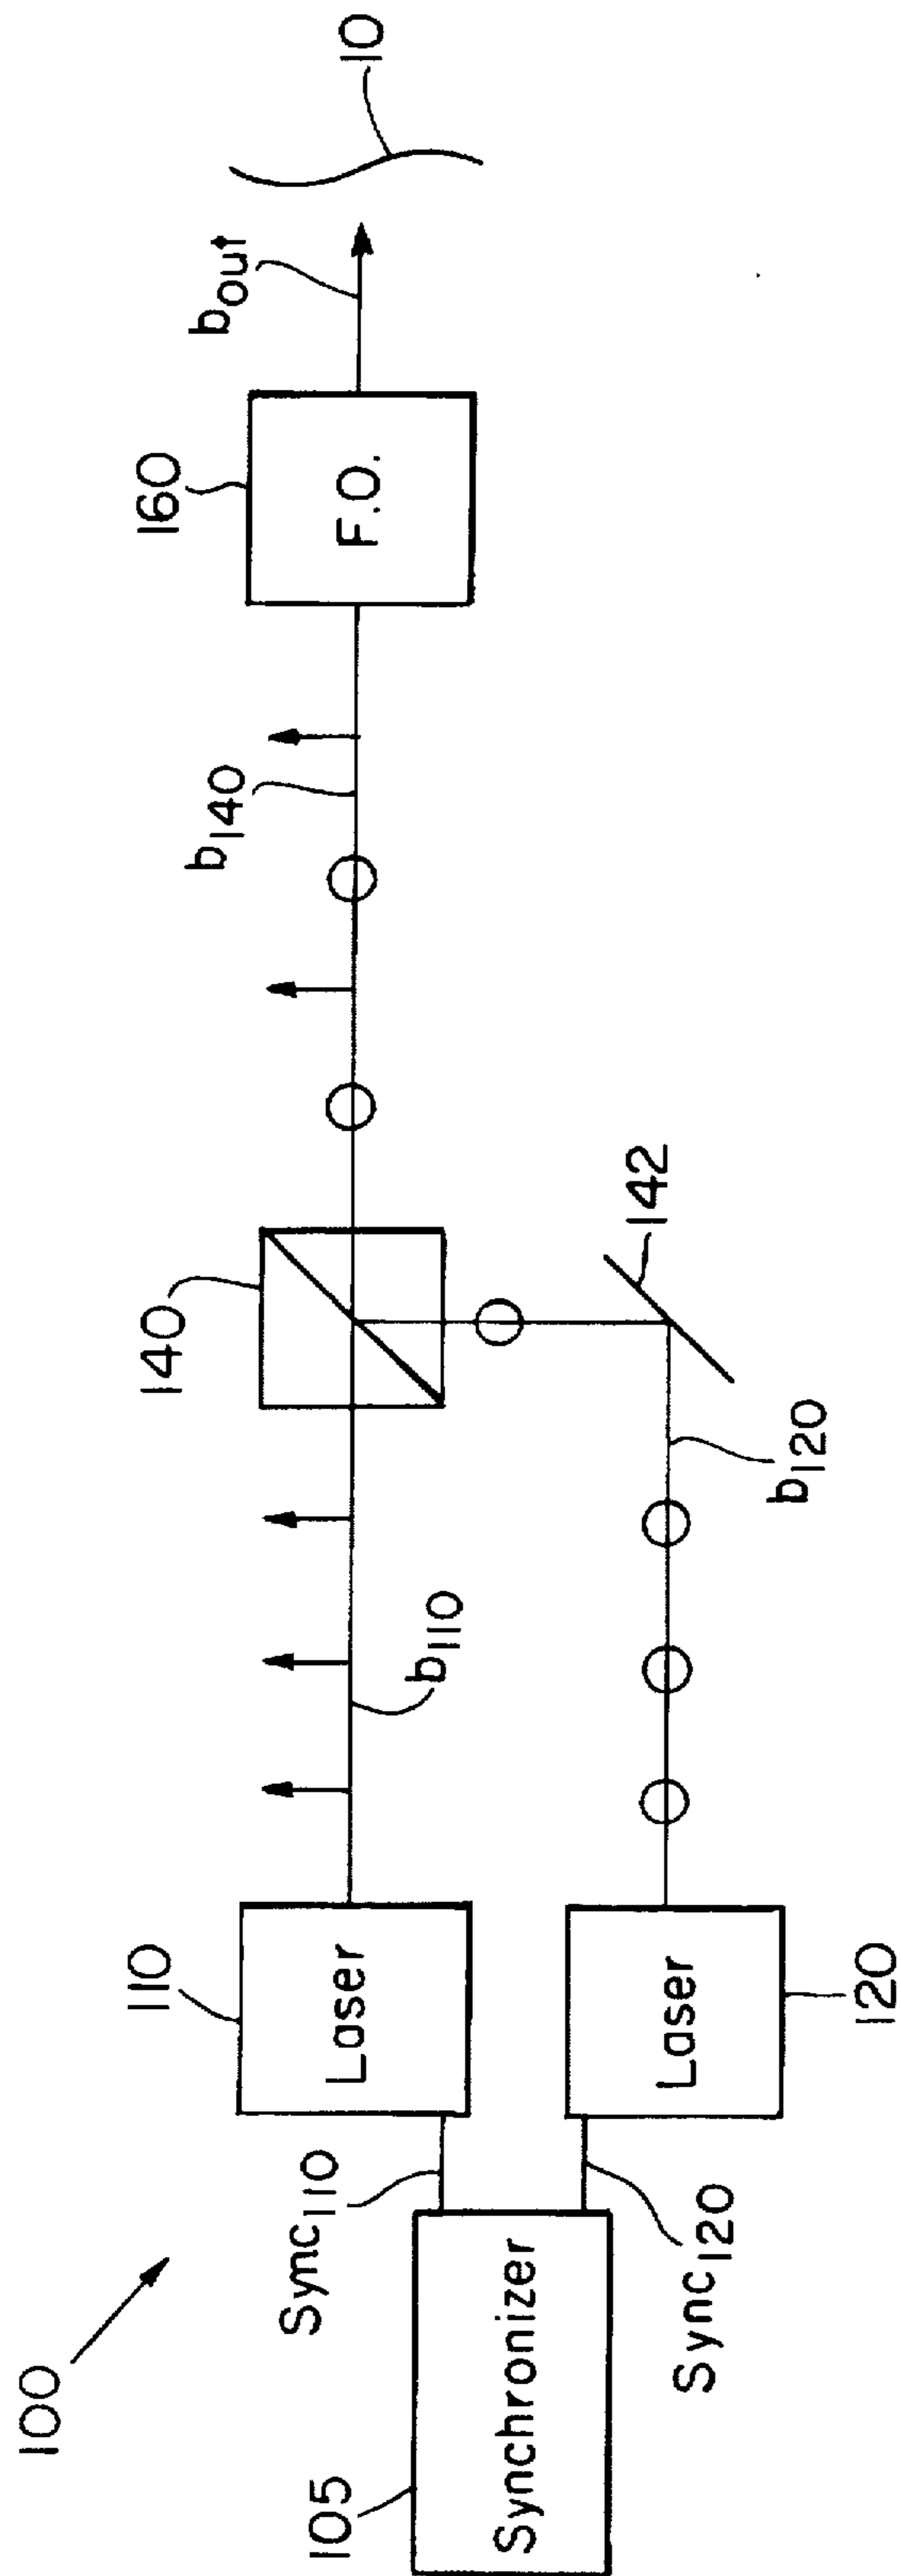 100
105
Synchronizer
Sync110
Sync120
110
Laser
120
Laser
b110
b120
140
142
b140
160
F.O.
bout
10